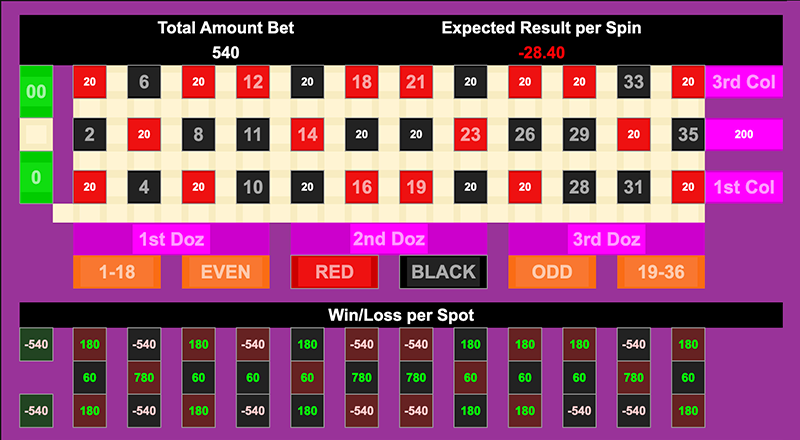 Total Amount Bet Expected Result per Spin
540 -28.40
00 20 6 20 12 20 18 21 20 20 20 33 20 3rd Col
2 20 8 11 14 20 20 23 26 29 20 35 200
0 20 4 20 10 20 16 19 20 20 28 31 20 1st Col
1st Doz 2nd Doz 3rd Doz
1-18 EVEN RED BLACK ODD 19-36
Win/Loss per Spot
-540 180 -540 180 -540 180 -540 -540 180 180 180 -540 180
60 780 60 60 60 780 780 60 60 60 780 60
-540 180 -540 180 -540 180 -540 -540 180 180 -540 -540 180